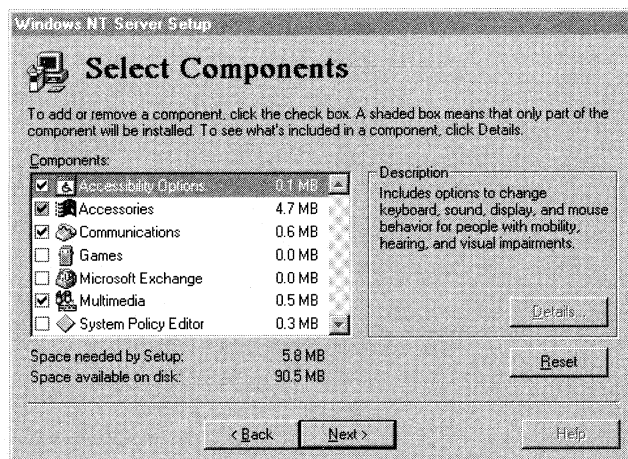 Windows NT Server Setup
Select Components
To add or remove a component, click the check box. A shaded box means that only part of the
component will be installed. To see what's included in a component, click Details.
Components:
Accessibility Options 0.1 MB
Accessories 4.7 MB
Communications 0.6 MB
Games 0.0 MB
Microsoft Exchange 0.0 MB
Multimedia 0.5 MB
System Policy Editor 0.3 MB
Description
Includes options to change
keyboard, sound, display, and mouse
behavior for people with mobility,
hearing, and visual impairments.
Details...
Space needed by Setup: 5.8 MB
Space available on disk: 90.5 MB
Reset
< Back
Next >
Help